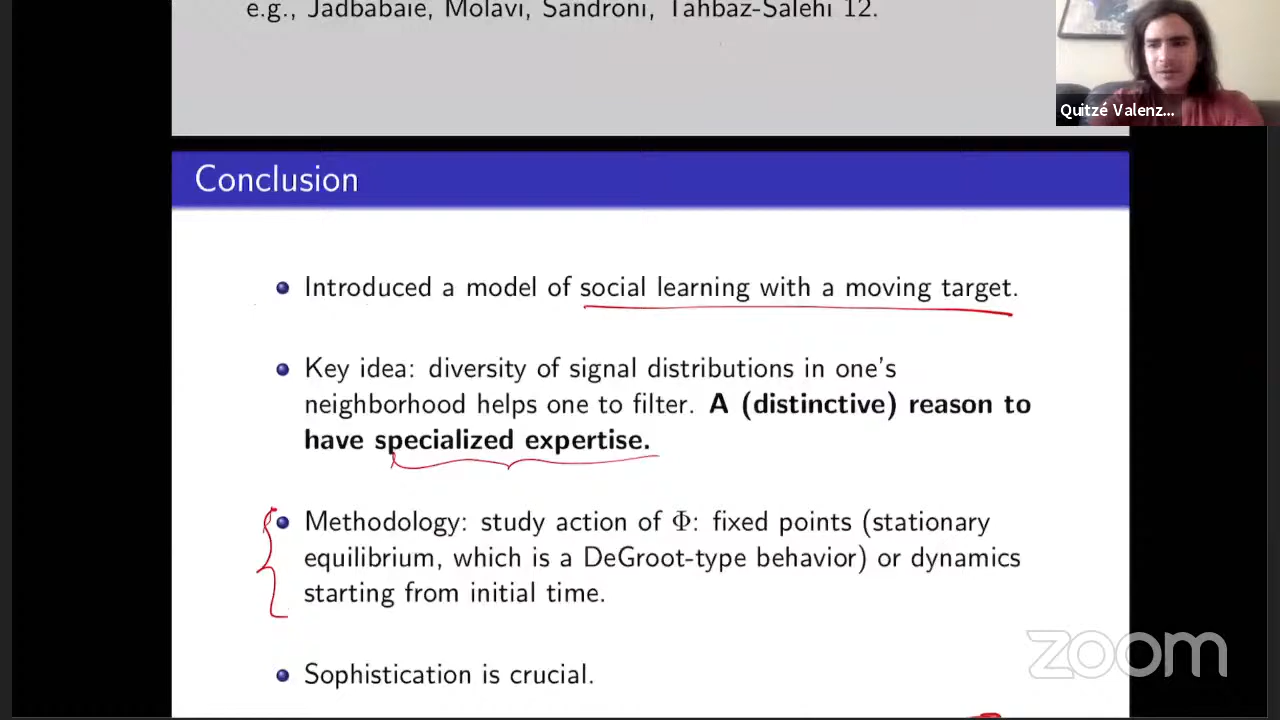 e.g., Jadbabaie, Molavi, Sandroni, Tahbaz-Salehi 12.
Quitzé Valenz...
Conclusion
Introduced a model of social learning with a moving target.
Key idea: diversity of signal distributions in one's
neighborhood helps one to filter. A (distinctive) reason to
have specialized expertise.
Methodology: study action of Φ: fixed points (stationary
equilibrium, which is a DeGroot-type behavior) or dynamics
starting from initial time.
Sophistication is crucial.
zoom